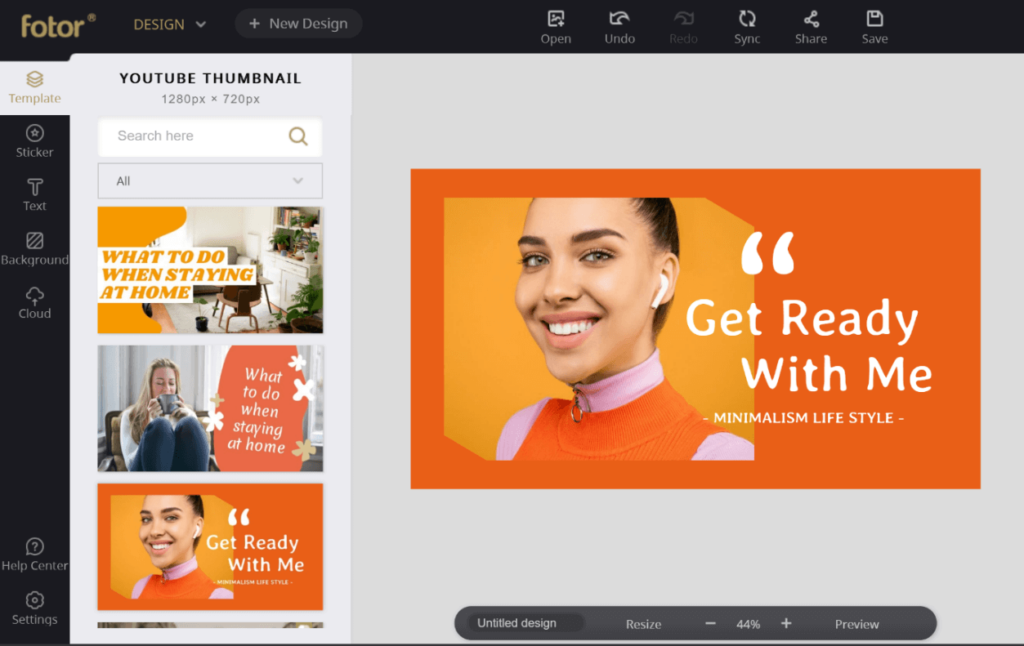 fotor®
DESIGN
+ New Design
Open
Undo
Redo
Sync
Share
Save
Template
Sticker
Text
Background
Cloud
Help Center
Settings
YOUTUBE THUMBNAIL
1280px × 720px
Search here
All
WHAT TO DO
WHEN STAYING
AT HOME
What
to do
when
staying
at home
“
Get Ready
With Me
- MINIMALISM LIFE STYLE -
“
Get Ready
With Me
- MINIMALISM LIFE STYLE -
Untitled design
Resize
− 44% +
Preview